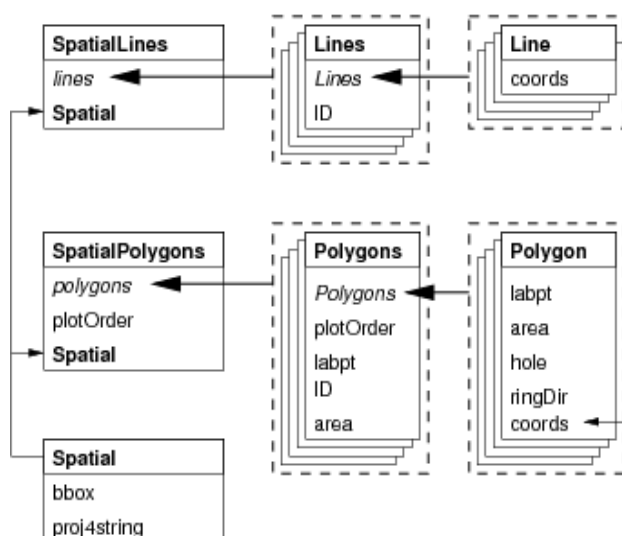 SpatialLines
lines
Spatial
Lines
Lines
ID
Line
coords
SpatialPolygons
polygons
plotOrder
Spatial
Polygons
Polygons
plotOrder
labpt
ID
area
Polygon
labpt
area
hole
ringDir
coords
Spatial
bbox
proj4string